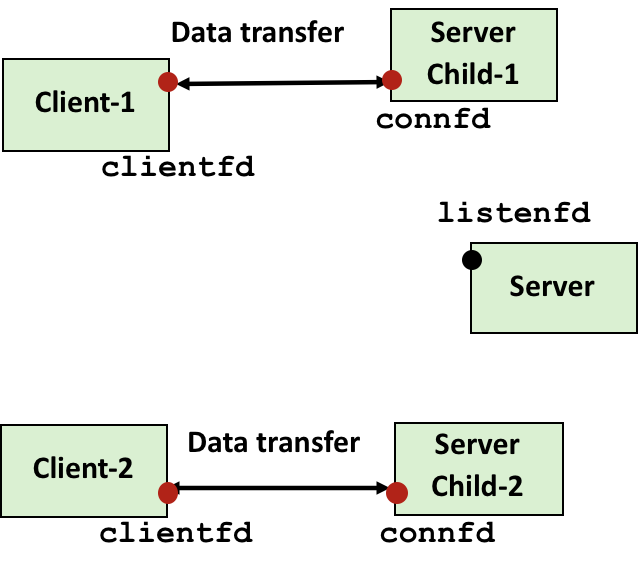 Data transfer
Server
Child-1
Client-1
connfd
clientfd
listenfd
Server
Client-2
Data transfer
Server
Child-2
clientfd
connfd